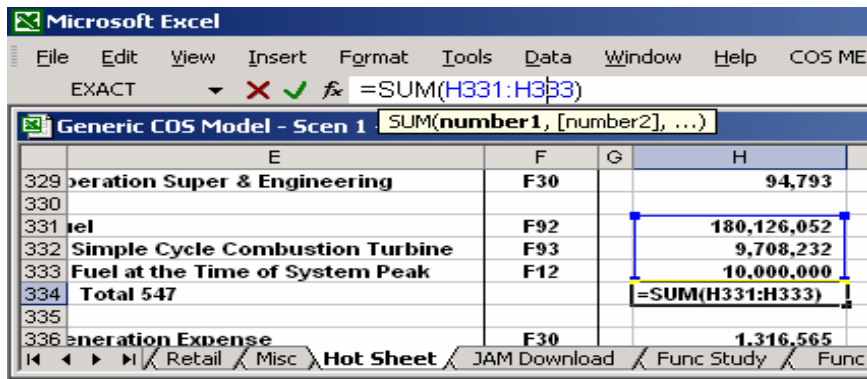 Microsoft Excel
File Edit View Insert Format Tools Data Window Help COS ME
EXACT fx =SUM(H331:H333)
Generic COS Model - Scen 1 - SUM(number1, [number2], ...)
E F G H
329 peration Super & Engineering F30 94,793
330
331 uel F92 180,126,052
332 Simple Cycle Combustion Turbine F93 9,708,232
333 Fuel at the Time of System Peak F12 10,000,000
334 Total 547 =SUM(H331:H333)
335
336 eneration Expense F30 1,316,565
Retail Misc Hot Sheet JAM Download Func Study Func